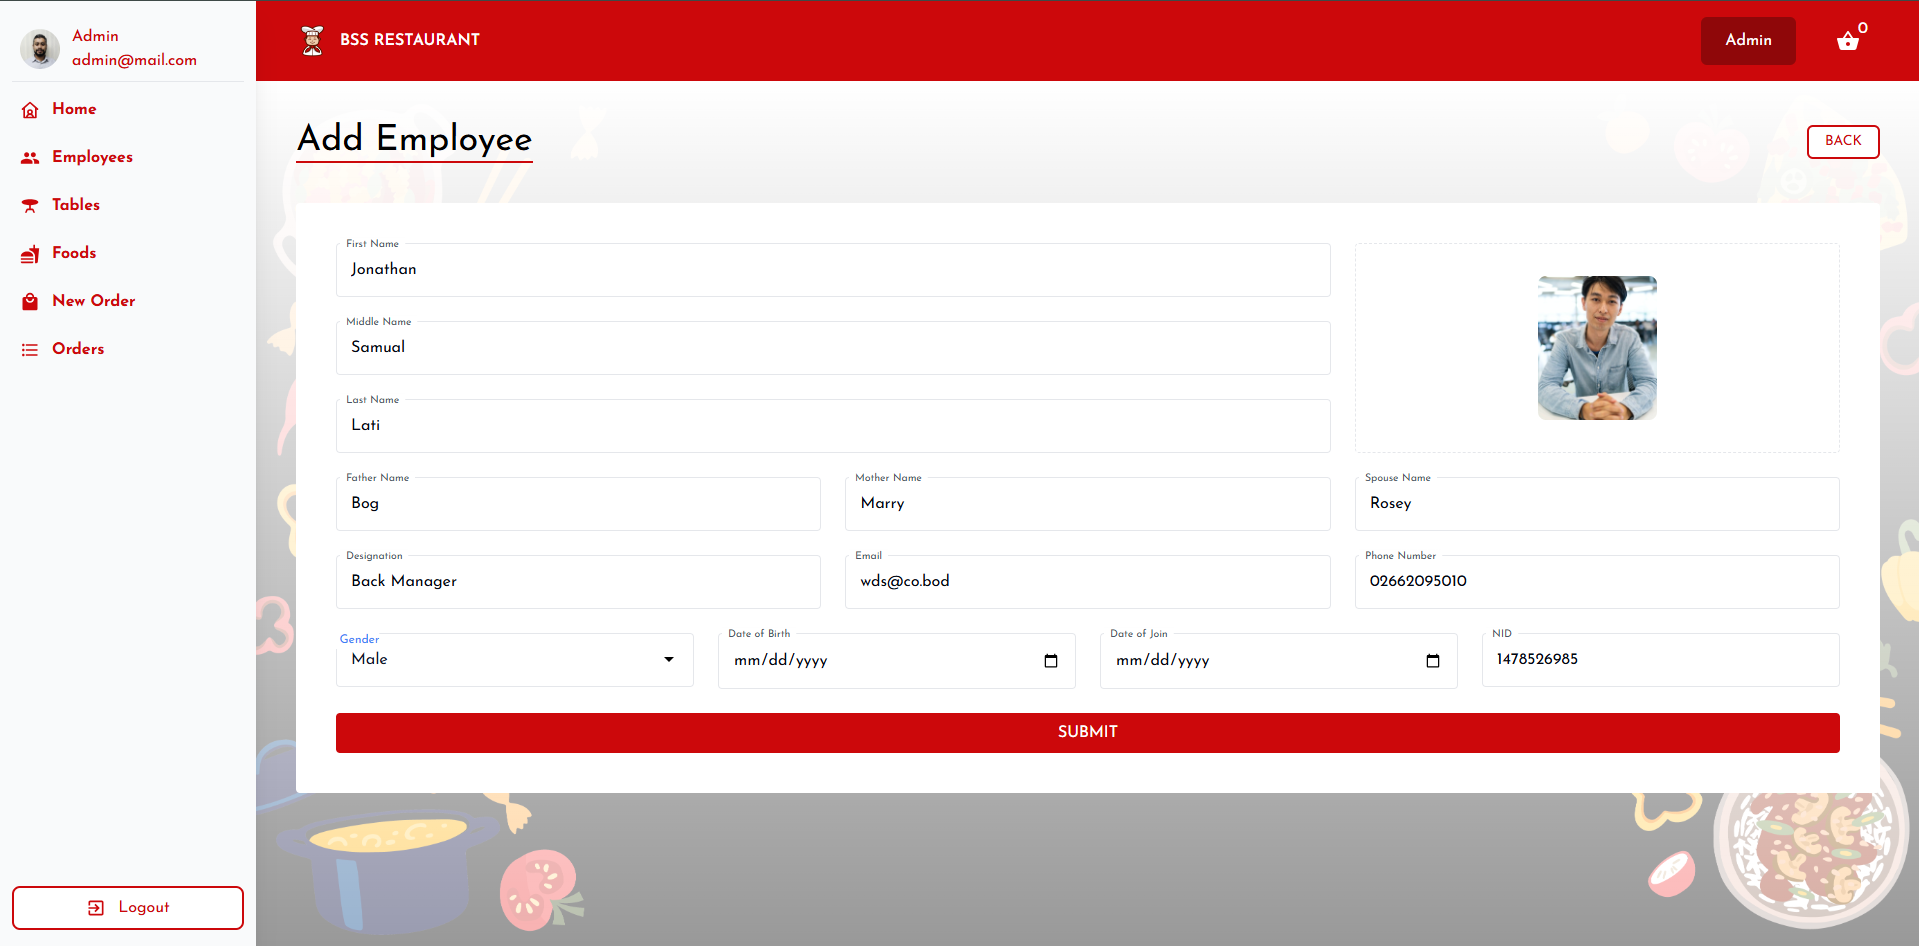 Admin
admin@mail.com
Home
Employees
Tables
Foods
New Order
Orders
Logout
BSS RESTAURANT
Admin
0
Add Employee
BACK
First Name
Jonathan
Middle Name
Samual
Last Name
Lati
Father Name
Bog
Mother Name
Marry
Spouse Name
Rosey
Designation
Back Manager
Email
wds@co.bod
Phone Number
02662095010
Gender
Male
Date of Birth
mm/dd/yyyy
Date of Join
mm/dd/yyyy
NID
1478526985
SUBMIT